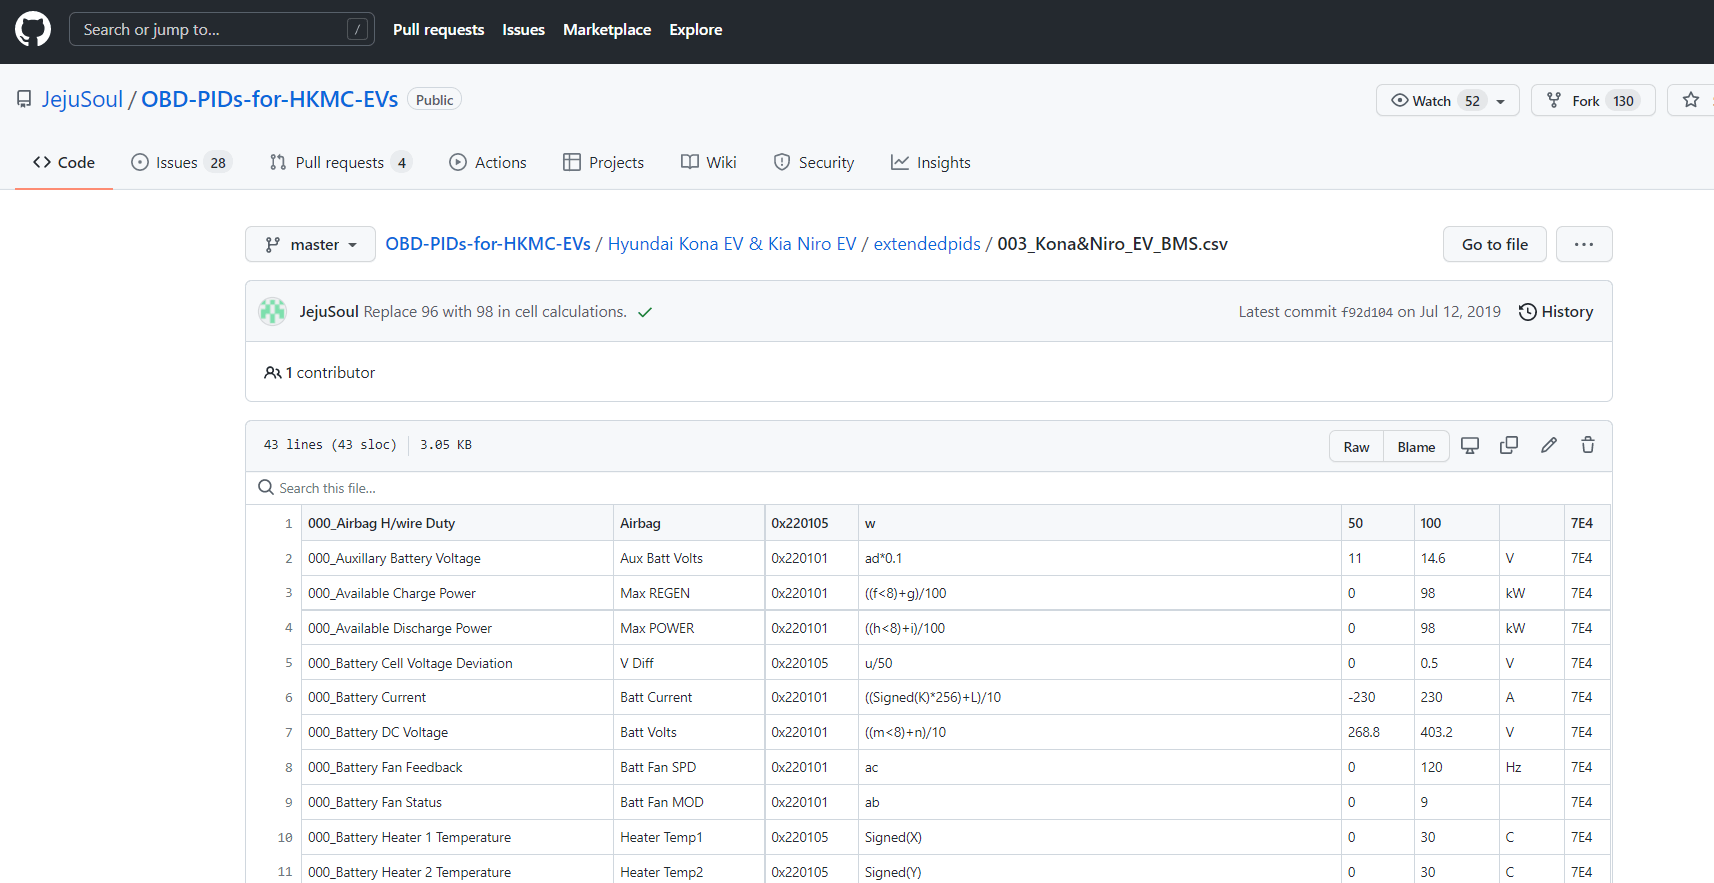 Search or jump to... / Pull requests Issues Marketplace Explore
JejuSoul / OBD-PIDs-for-HKMC-EVs Public Watch 52 Fork 130
Code Issues 28 Pull requests 4 Actions Projects Wiki Security Insights
master OBD-PIDs-for-HKMC-EVs / Hyundai Kona EV & Kia Niro EV / extendedpids / 003_Kona&Niro_EV_BMS.csv Go to file ...
JejuSoul Replace 96 with 98 in cell calculations. Latest commit f92d104 on Jul 12, 2019 History
1 contributor
43 lines (43 sloc) 3.05 KB Raw Blame
Search this file...
1 000_Airbag H/wire Duty Airbag 0x220105 w 50 100 7E4
2 000_Auxillary Battery Voltage Aux Batt Volts 0x220101 ad*0.1 11 14.6 V 7E4
3 000_Available Charge Power Max REGEN 0x220101 ((f<8)+g)/100 0 98 kW 7E4
4 000_Available Discharge Power Max POWER 0x220101 ((h<8)+i)/100 0 98 kW 7E4
5 000_Battery Cell Voltage Deviation V Diff 0x220105 u/50 0 0.5 V 7E4
6 000_Battery Current Batt Current 0x220101 ((Signed(K)*256)+L)/10 -230 230 A 7E4
7 000_Battery DC Voltage Batt Volts 0x220101 ((m<8)+n)/10 268.8 403.2 V 7E4
8 000_Battery Fan Feedback Batt Fan SPD 0x220101 ac 0 120 Hz 7E4
9 000_Battery Fan Status Batt Fan MOD 0x220101 ab 0 9 7E4
10 000_Battery Heater 1 Temperature Heater Temp1 0x220105 Signed(X) 0 30 C 7E4
11 000_Battery Heater 2 Temperature Heater Temp2 0x220105 Signed(Y) 0 30 C 7E4